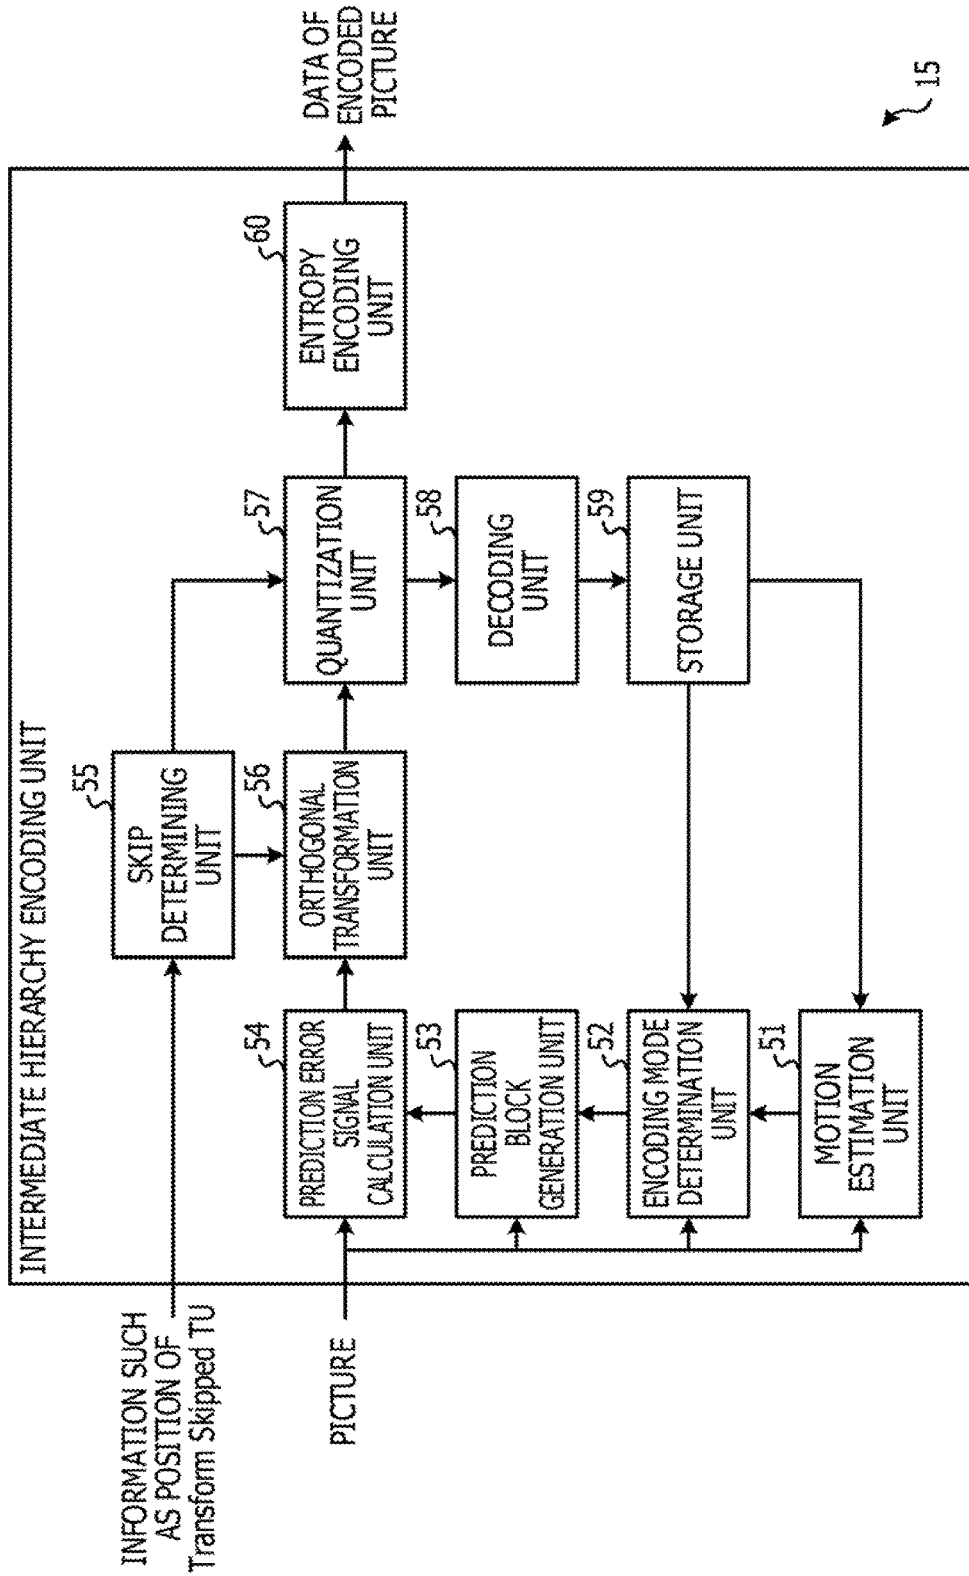 INTERMEDIATE HIERARCHY ENCODING UNIT
15
INFORMATION SUCH
AS POSITION OF
Transform Skipped TU
55
SKIP
DETERMINING
UNIT
PICTURE
54
PREDICTION ERROR
SIGNAL
CALCULATION UNIT
56
ORTHOGONAL
TRANSFORMATION
UNIT
57
QUANTIZATION
UNIT
60
ENTROPY
ENCODING
UNIT
DATA OF
ENCODED
PICTURE
53
PREDICTION
BLOCK
GENERATION UNIT
58
DECODING
UNIT
52
ENCODING MODE
DETERMINATION
UNIT
59
STORAGE UNIT
51
MOTION
ESTIMATION
UNIT